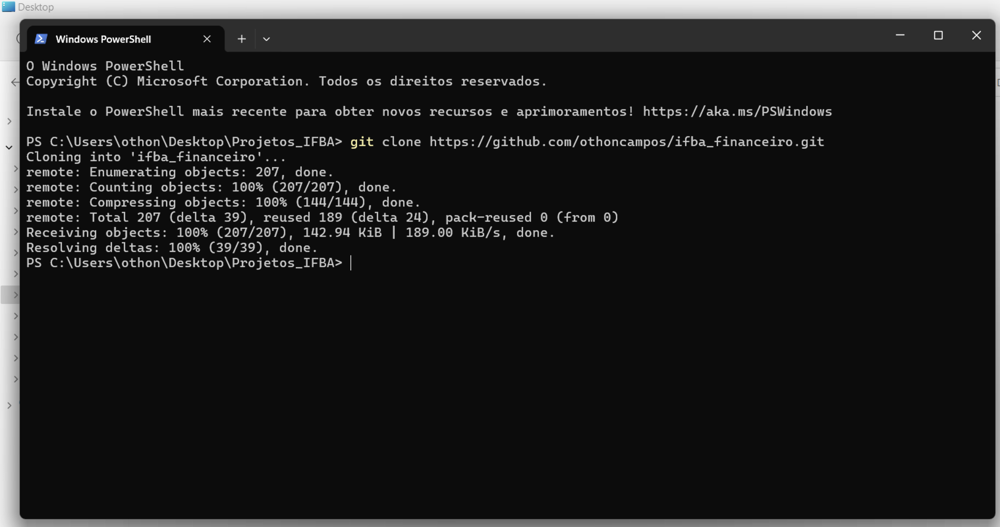 Desktop
Windows PowerShell
O Windows PowerShell
Copyright (C) Microsoft Corporation. Todos os direitos reservados.
Instale o PowerShell mais recente para obter novos recursos e aprimoramentos! https://aka.ms/PSWindows
PS C:\Users\othon\Desktop\Projetos_IFBA> git clone https://github.com/othoncampos/ifba_financeiro.git
Cloning into 'ifba_financeiro'...
remote: Enumerating objects: 207, done.
remote: Counting objects: 100% (207/207), done.
remote: Compressing objects: 100% (144/144), done.
remote: Total 207 (delta 39), reused 189 (delta 24), pack-reused 0 (from 0)
Receiving objects: 100% (207/207), 142.94 KiB | 189.00 KiB/s, done.
Resolving deltas: 100% (39/39), done.
PS C:\Users\othon\Desktop\Projetos_IFBA>